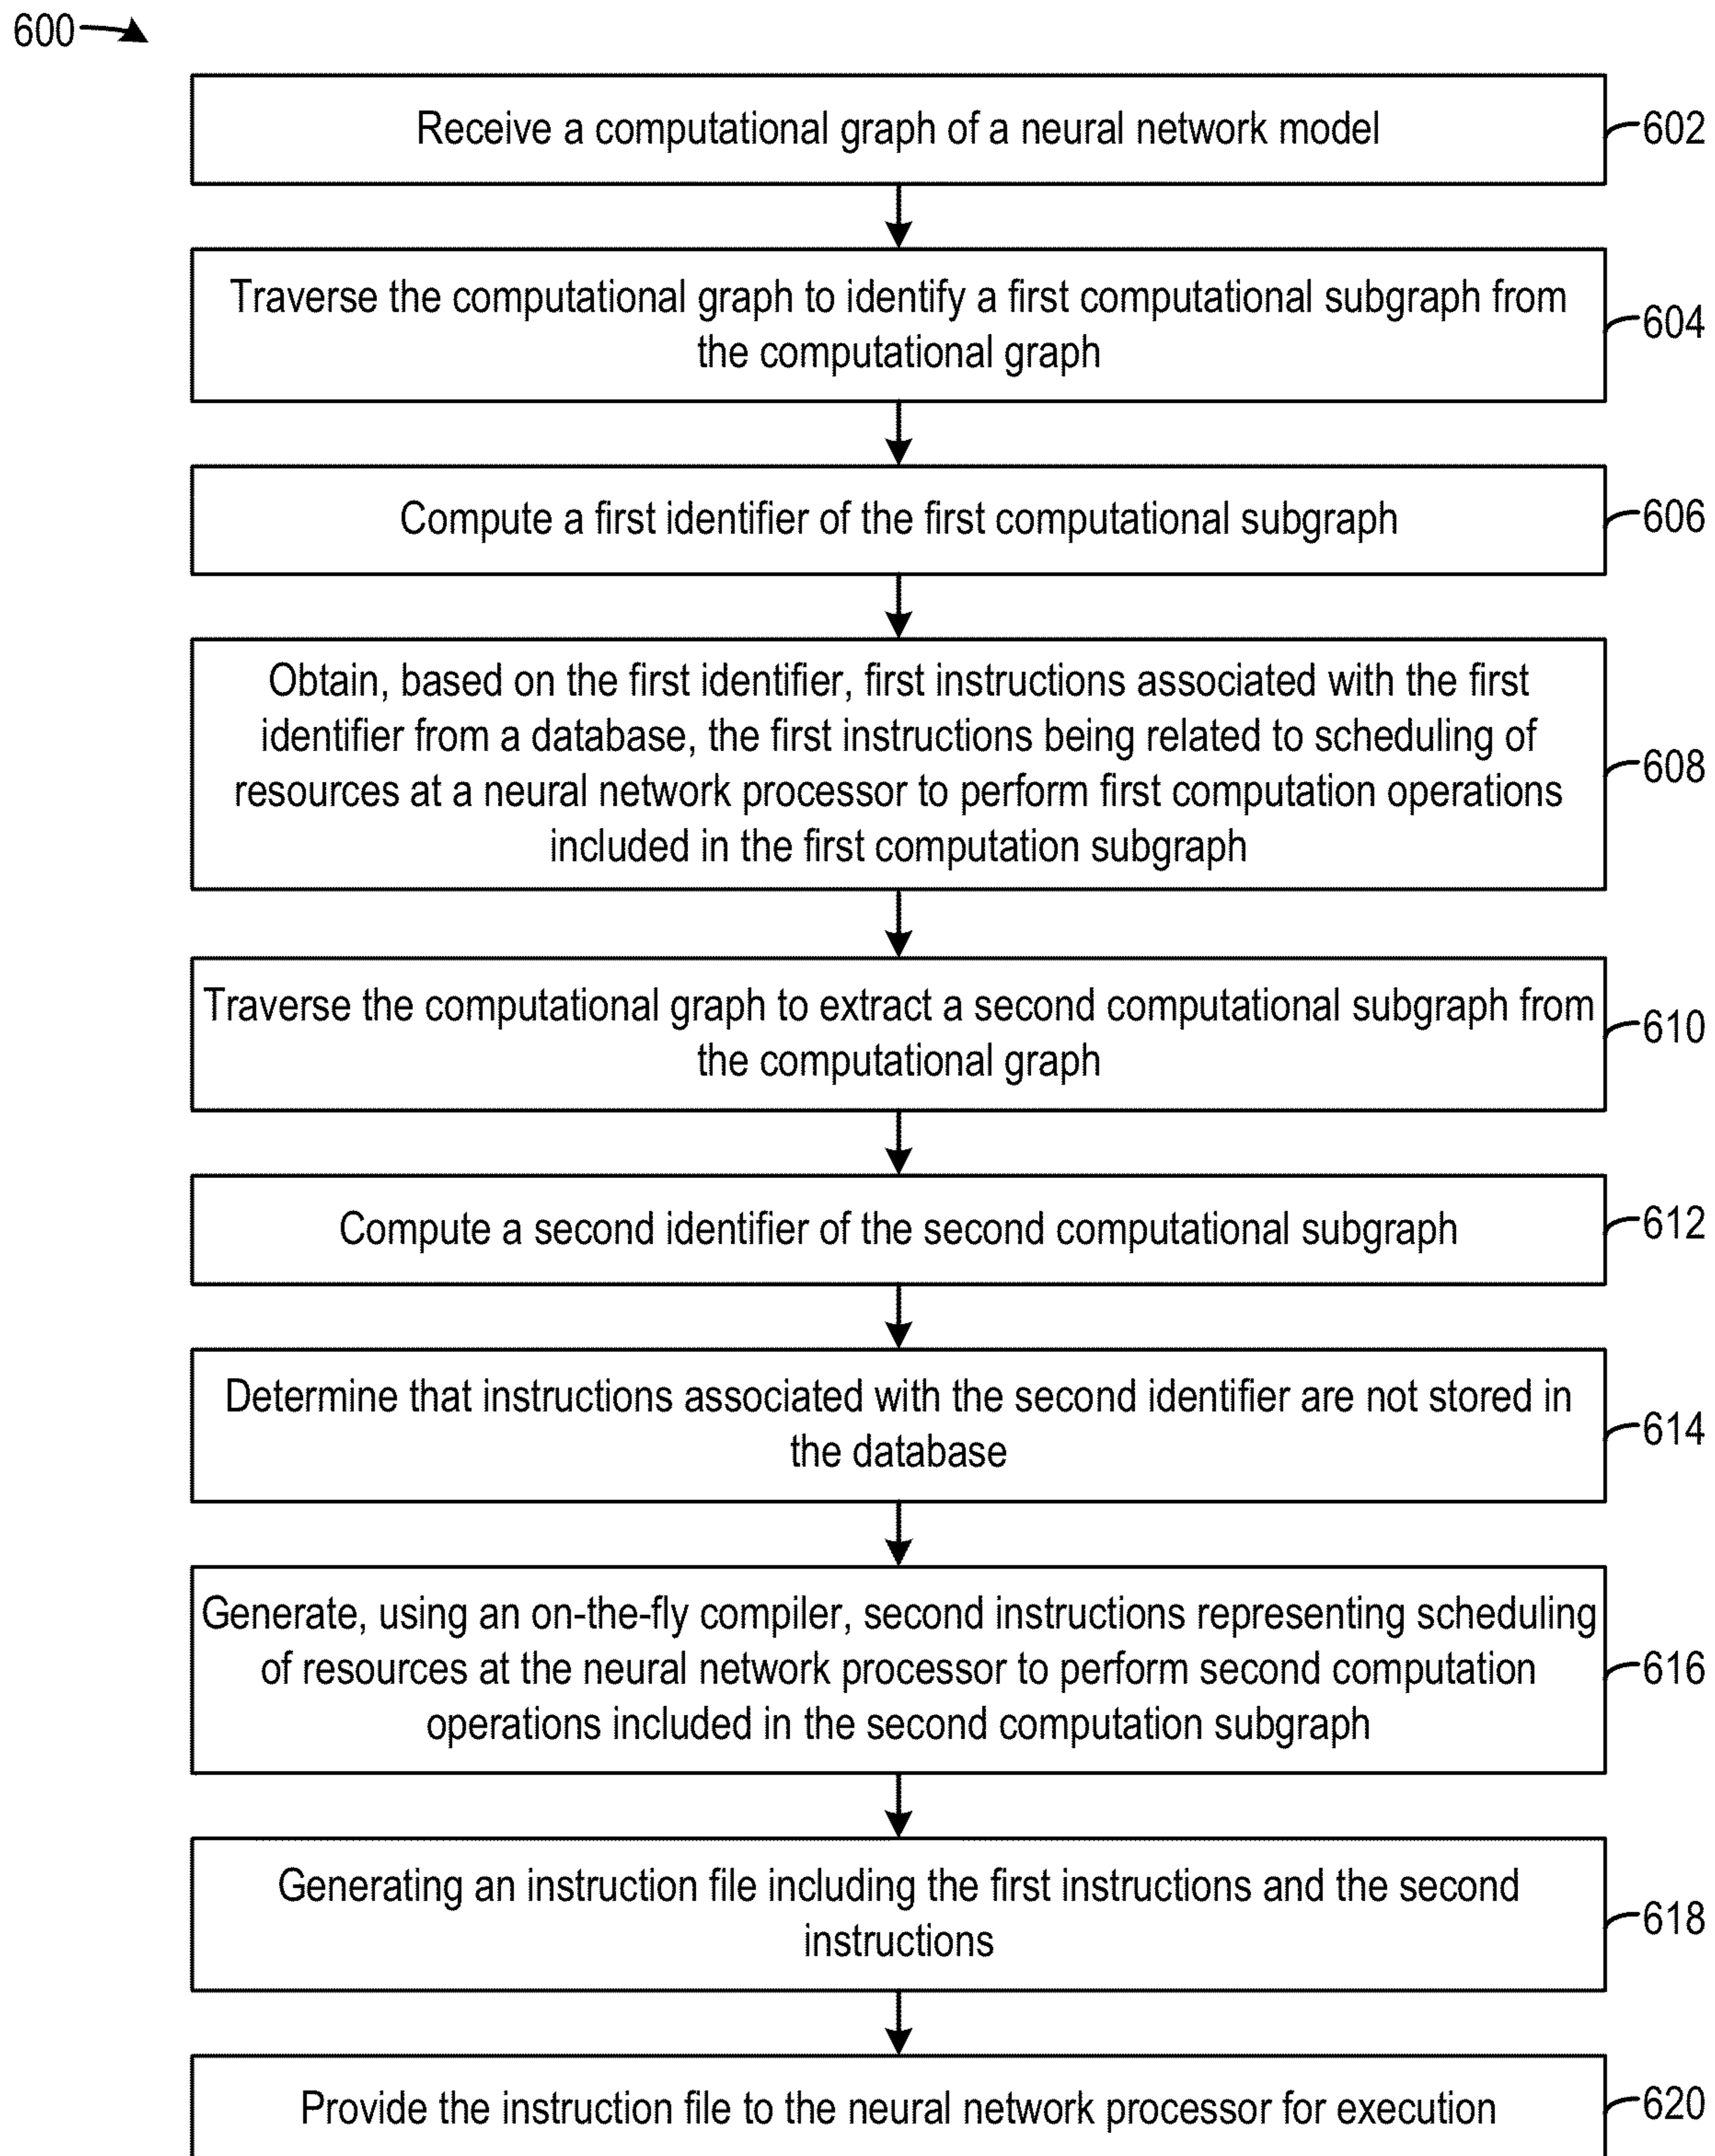 600
Receive a computational graph of a neural network model
602
Traverse the computational graph to identify a first computational subgraph from
the computational graph
604
Compute a first identifier of the first computational subgraph
606
Obtain, based on the first identifier, first instructions associated with the first
identifier from a database, the first instructions being related to scheduling of
resources at a neural network processor to perform first computation operations
included in the first computation subgraph
608
Traverse the computational graph to extract a second computational subgraph from
the computational graph
610
Compute a second identifier of the second computational subgraph
612
Determine that instructions associated with the second identifier are not stored in
the database
614
Generate, using an on-the-fly compiler, second instructions representing scheduling
of resources at the neural network processor to perform second computation
operations included in the second computation subgraph
616
Generating an instruction file including the first instructions and the second
instructions
618
Provide the instruction file to the neural network processor for execution
620